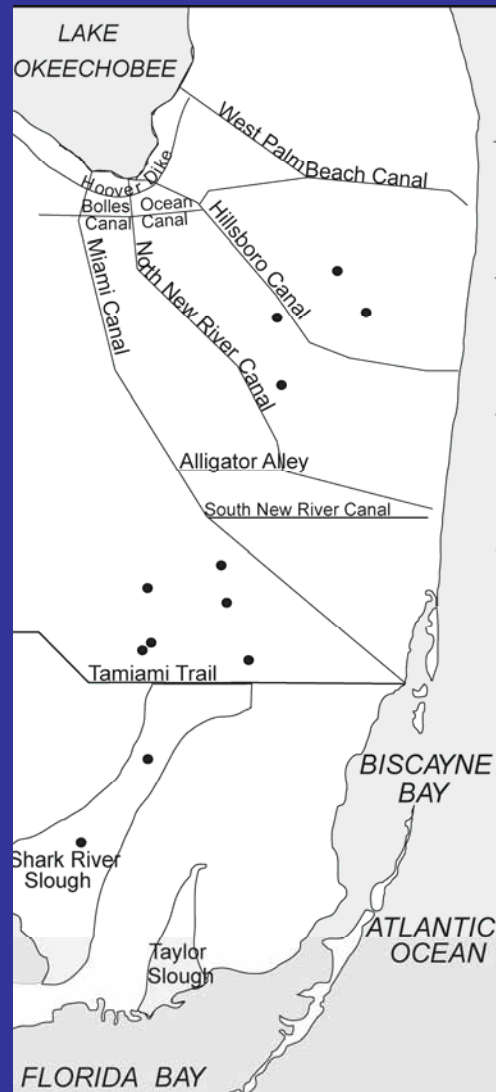 LAKE
OKEECHOBEE
West Palm Beach Canal
Hoover Dike
Bolles
Canal
Ocean
Canal
Hillsboro Canal
Miami Canal
North New River Canal
Alligator Alley
South New River Canal
Tamiami Trail
BISCAYNE
BAY
Shark River
Slough
ATLANTIC
OCEAN
Taylor
Slough
FLORIDA BAY